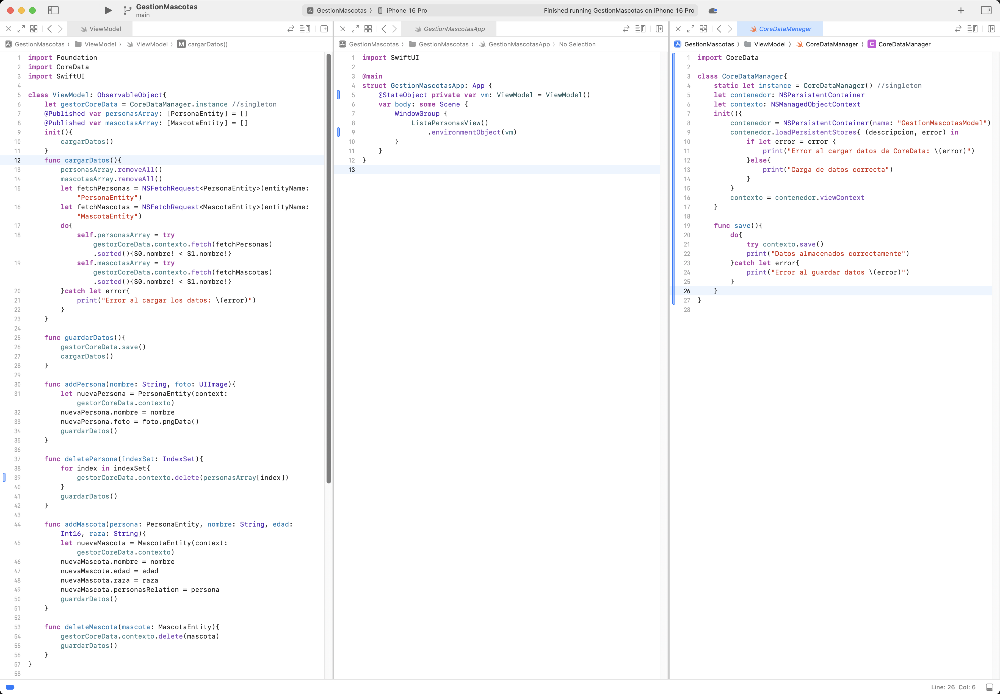 GestionMascotas
main
GestionMascotas 〉 iPhone 16 Pro
Finished running GestionMascotas on iPhone 16 Pro
ViewModel
GestionMascotas 〉 ViewModel 〉 ViewModel 〉 M cargarDatos()
1 import Foundation
2 import CoreData
3 import SwiftUI
4
5 class ViewModel: ObservableObject{
6 let gestorCoreData = CoreDataManager.instance //singleton
7 @Published var personasArray: [PersonaEntity] = []
8 @Published var mascotasArray: [MascotaEntity] = []
9 init(){
10 cargarDatos()
11 }
12 func cargarDatos(){
13 personasArray.removeAll()
14 mascotasArray.removeAll()
15 let fetchPersonas = NSFetchRequest<PersonaEntity>(entityName:
"PersonaEntity")
16 let fetchMascotas = NSFetchRequest<MascotaEntity>(entityName:
"MascotaEntity")
17 do{
18 self.personasArray = try
gestorCoreData.contexto.fetch(fetchPersonas)
.sorted(){$0.nombre! < $1.nombre!}
19 self.mascotasArray = try
gestorCoreData.contexto.fetch(fetchMascotas)
.sorted(){$0.nombre! < $1.nombre!}
20 }catch let error{
21 print("Error al cargar los datos: \(error)")
22 }
23 }
24
25 func guardarDatos(){
26 gestorCoreData.save()
27 cargarDatos()
28 }
29
30 func addPersona(nombre: String, foto: UIImage){
31 let nuevaPersona = PersonaEntity(context:
gestorCoreData.contexto)
32 nuevaPersona.nombre = nombre
33 nuevaPersona.foto = foto.pngData()
34 guardarDatos()
35 }
36
37 func deletePersona(indexSet: IndexSet){
38 for index in indexSet{
39 gestorCoreData.contexto.delete(personasArray[index])
40 }
41 guardarDatos()
42 }
43
44 func addMascota(persona: PersonaEntity, nombre: String, edad:
Int16, raza: String){
45 let nuevaMascota = MascotaEntity(context:
gestorCoreData.contexto)
46 nuevaMascota.nombre = nombre
47 nuevaMascota.edad = edad
48 nuevaMascota.raza = raza
49 nuevaMascota.personasRelation = persona
50 guardarDatos()
51 }
52
53 func deleteMascota(mascota: MascotaEntity){
54 gestorCoreData.contexto.delete(mascota)
55 guardarDatos()
56 }
57 }
58
GestionMascotasApp
GestionMascotas 〉 GestionMascotas 〉 GestionMascotasApp 〉 No Selection
1 import SwiftUI
2
3 @main
4 struct GestionMascotasApp: App {
5 @StateObject private var vm: ViewModel = ViewModel()
6 var body: some Scene {
7 WindowGroup {
8 ListaPersonasView()
9 .environmentObject(vm)
10 }
11 }
12 }
13
CoreDataManager
GestionMascotas 〉 ViewModel 〉 CoreDataManager 〉 C CoreDataManager
1 import CoreData
2
3 class CoreDataManager{
4 static let instance = CoreDataManager() //singleton
5 let contenedor: NSPersistentContainer
6 let contexto: NSManagedObjectContext
7 init(){
8 contenedor = NSPersistentContainer(name: "GestionMascotasModel")
9 contenedor.loadPersistentStores{ (descripcion, error) in
10 if let error = error {
11 print("Error al cargar datos de CoreData: \(error)")
12 }else{
13 print("Carga de datos correcta")
14 }
15 }
16 contexto = contenedor.viewContext
17 }
18
19 func save(){
20 do{
21 try contexto.save()
22 print("Datos almacenados correctamente")
23 }catch let error{
24 print("Error al guardar datos \(error)")
25 }
26 }
27 }
28
Line: 26 Col: 6